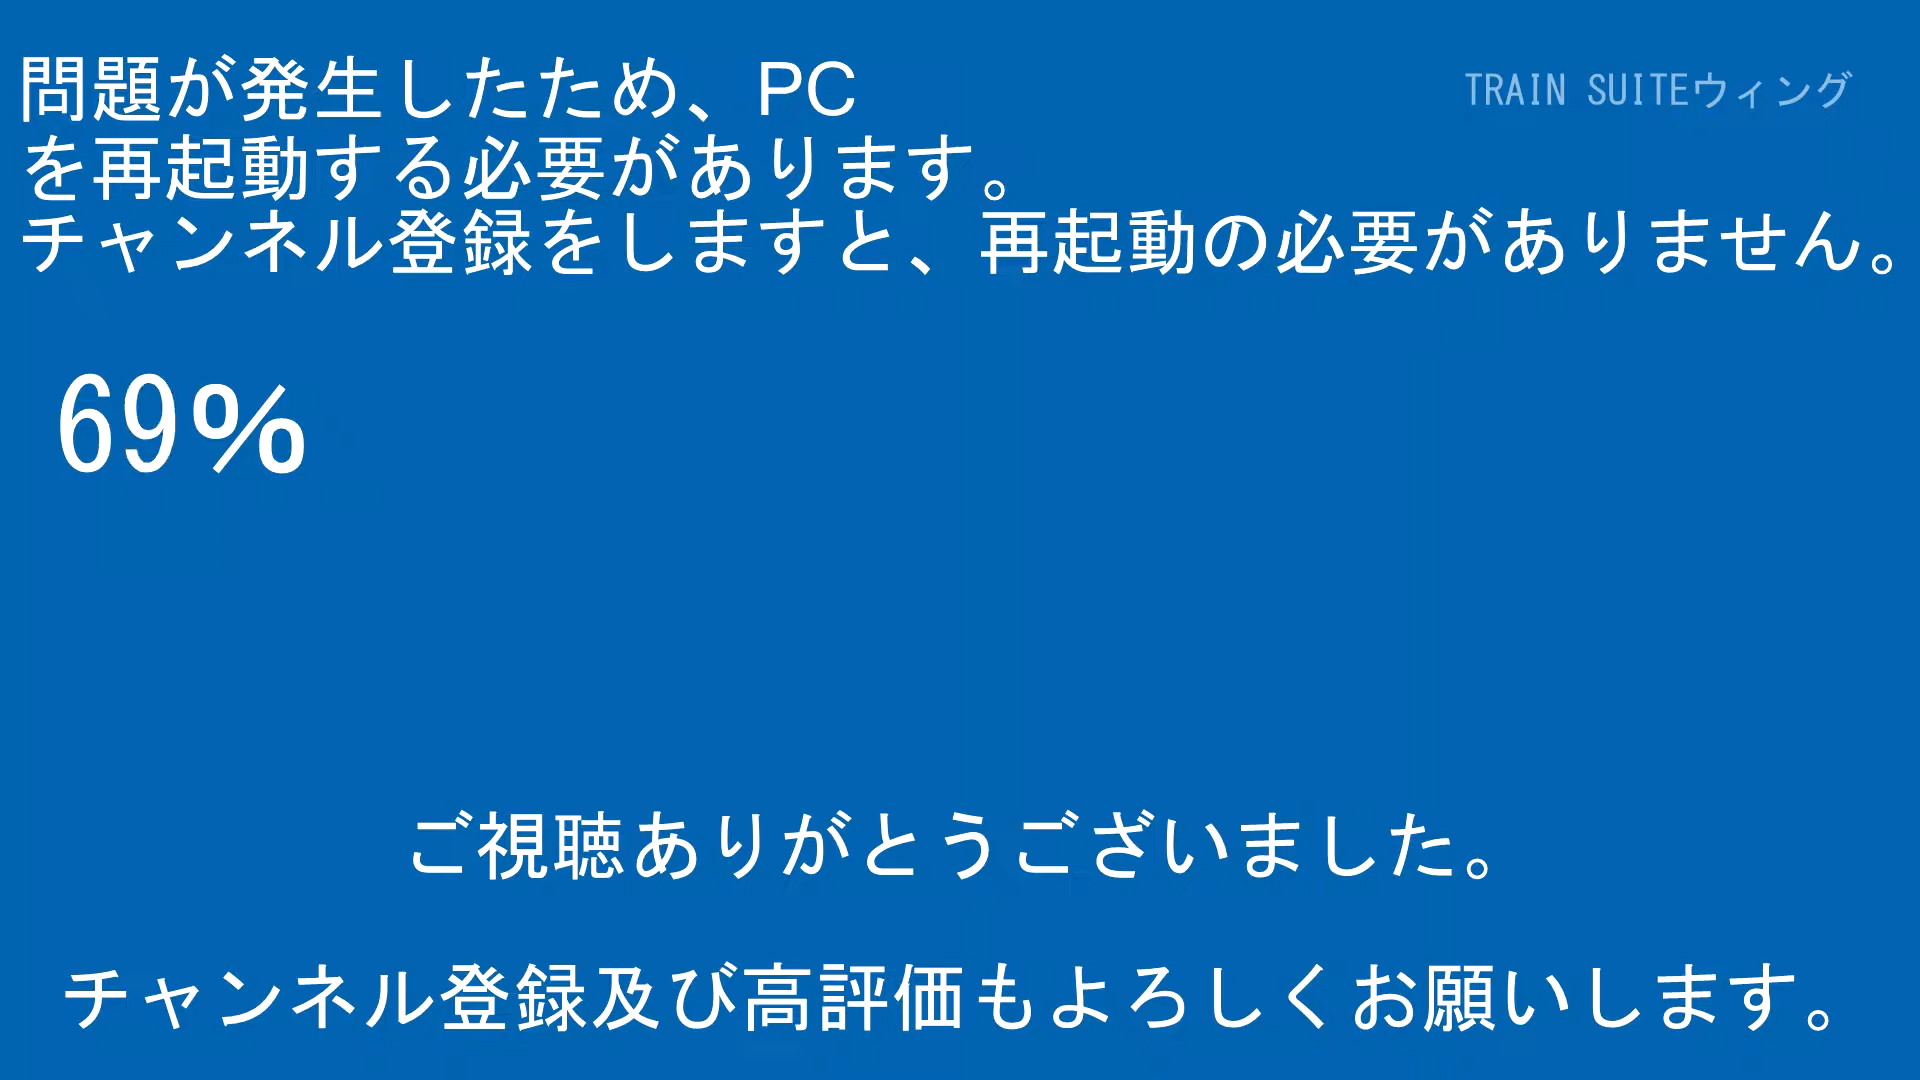 問題が発生したため、PC
を再起動する必要があります。
チャンネル登録をしますと、再起動の必要がありません。
TRAIN SUITEウィング
69%
ご視聴ありがとうございました。
チャンネル登録及び高評価もよろしくお願いします。